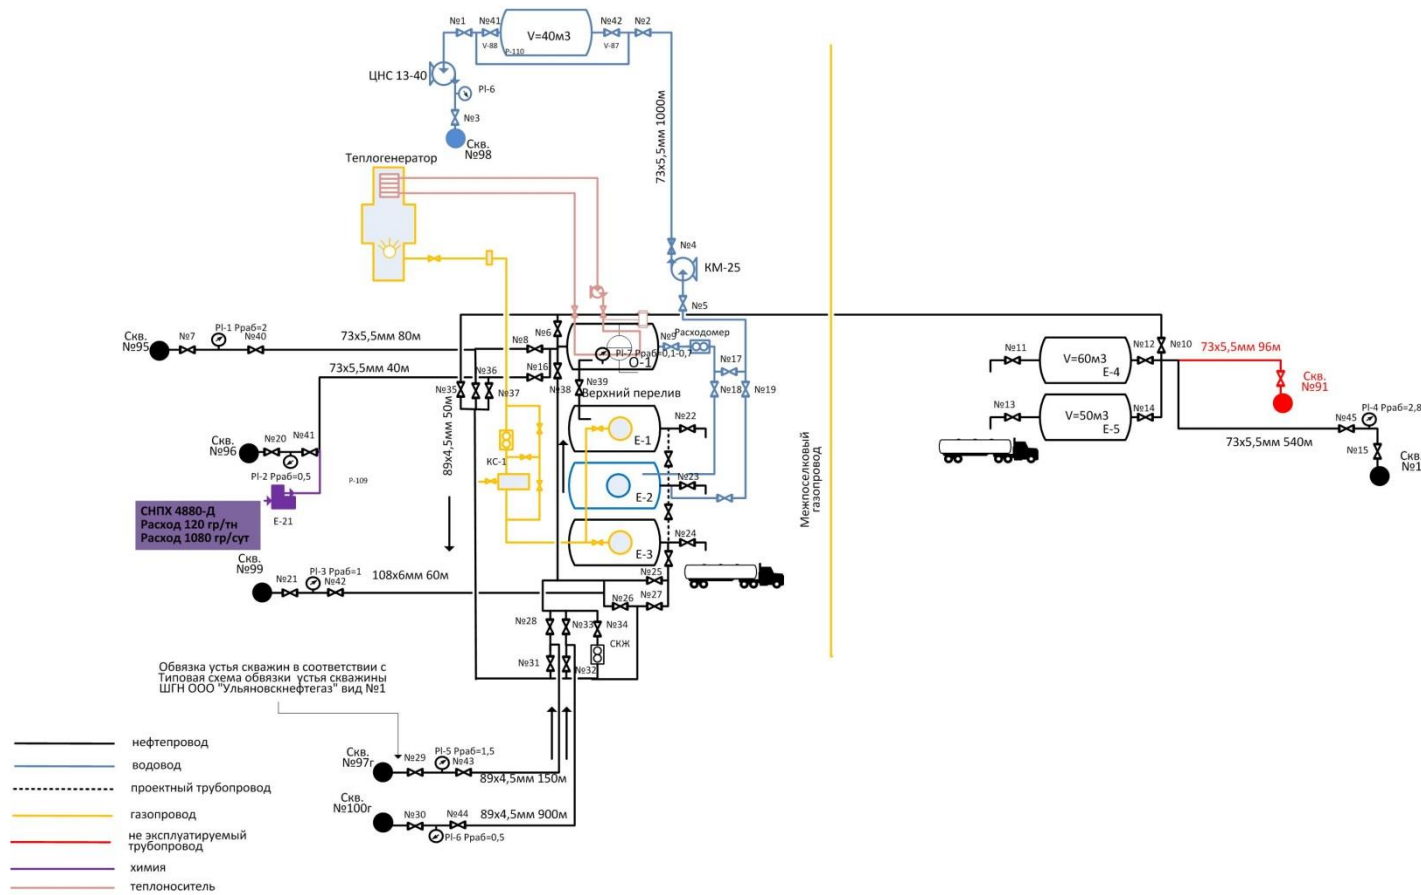 №1
№41
№42
№2
V=40м3
V-88
P-110
V-87
ЦНС 13-40
PI-6
№3
Скв.
№98
73х5,5мм 1000м
Теплогенератор
№4
КМ-25
№5
Скв.
№95
№7
PI-1 Рраб=2
№40
73х5,5мм 80м
№6
№8
№9
Расходомер
PI-7 Рраб=0,1-0,7
О-1
№17
№18
№19
73х5,5мм 40м
№16
№35
№36
№37
№38
№39
Верхний перелив
89х4,5мм 50м
№22
Е-1
КС-1
№23
Е-2
№24
Е-3
Скв.
№96
№20
№41
PI-2 Рраб=0,5
P-109
Е-21
СНПХ 4880-Д
Расход 120 гр/тн
Расход 1080 гр/сут
Скв.
№99
№21
PI-3 Рраб=1
№42
108х6мм 60м
№25
№26
№27
№28
№33
№34
СКЖ
№31
№32
Межпоселковый
газопровод
№11
V=60м3
Е-4
№12
№10
№13
V=50м3
Е-5
№14
73х5,5мм 96м
Скв.
№91
№45
PI-4 Рраб=2,8
73х5,5мм 540м
№15
Скв.
№1
Обвязка устья скважин в соответствии с
Типовая схема обвязки устья скважины
ШГН ООО "Ульяновскнефтегаз" вид №1
Скв.
№97г
№29
PI-5 Рраб=1,5
№43
89х4,5мм 150м
Скв.
№100г
№30
№44
PI-6 Рраб=0,5
89х4,5мм 900м
нефтепровод
водовод
проектный трубопровод
газопровод
не эксплуатируемый
трубопровод
химия
теплоноситель